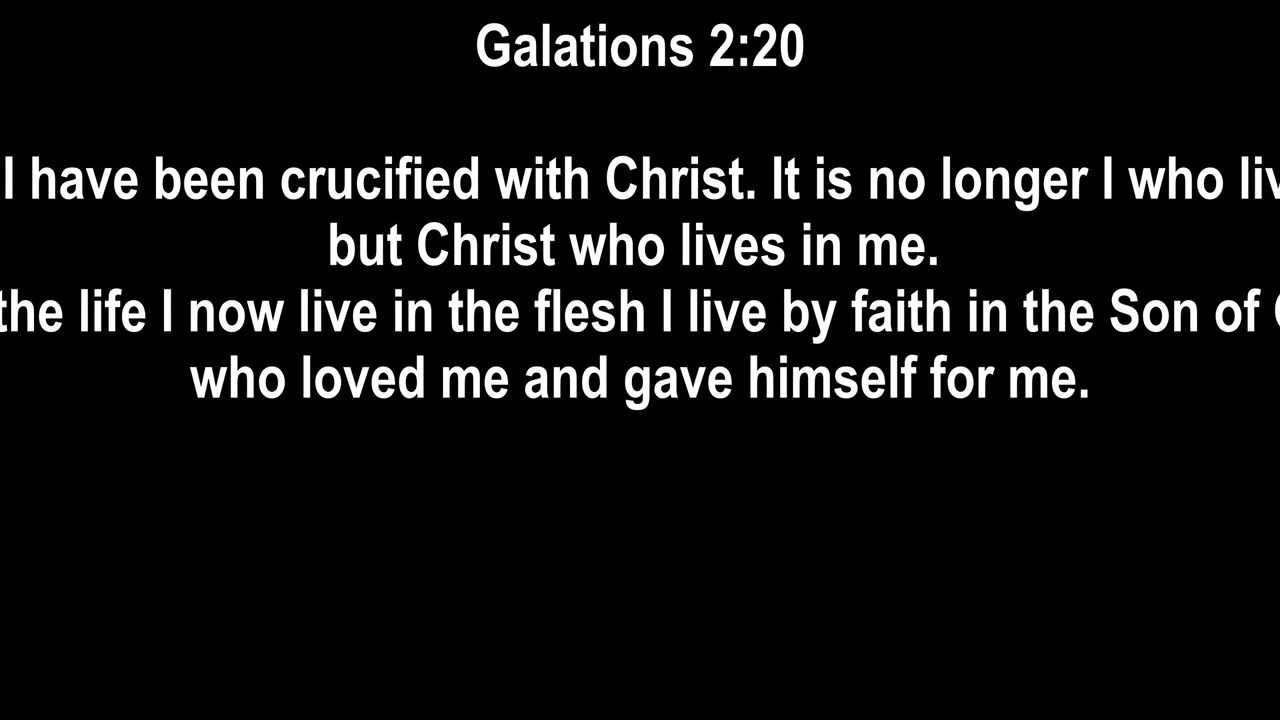 Galations 2:20
I have been crucified with Christ. It is no longer I who liv
but Christ who lives in me.
the life I now live in the flesh I live by faith in the Son of
who loved me and gave himself for me.